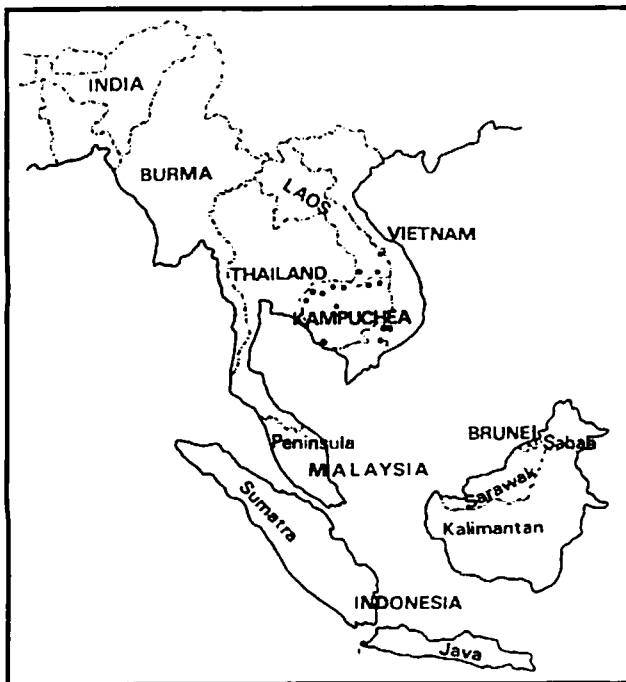 INDIA
BURMA
LAOS
VIETNAM
THAILAND
KAMPUCHEA
BRUNEI
Sabah
Peninsula
MALAYSIA
Sarawak
Sumatra
Kalimantan
INDONESIA
Java